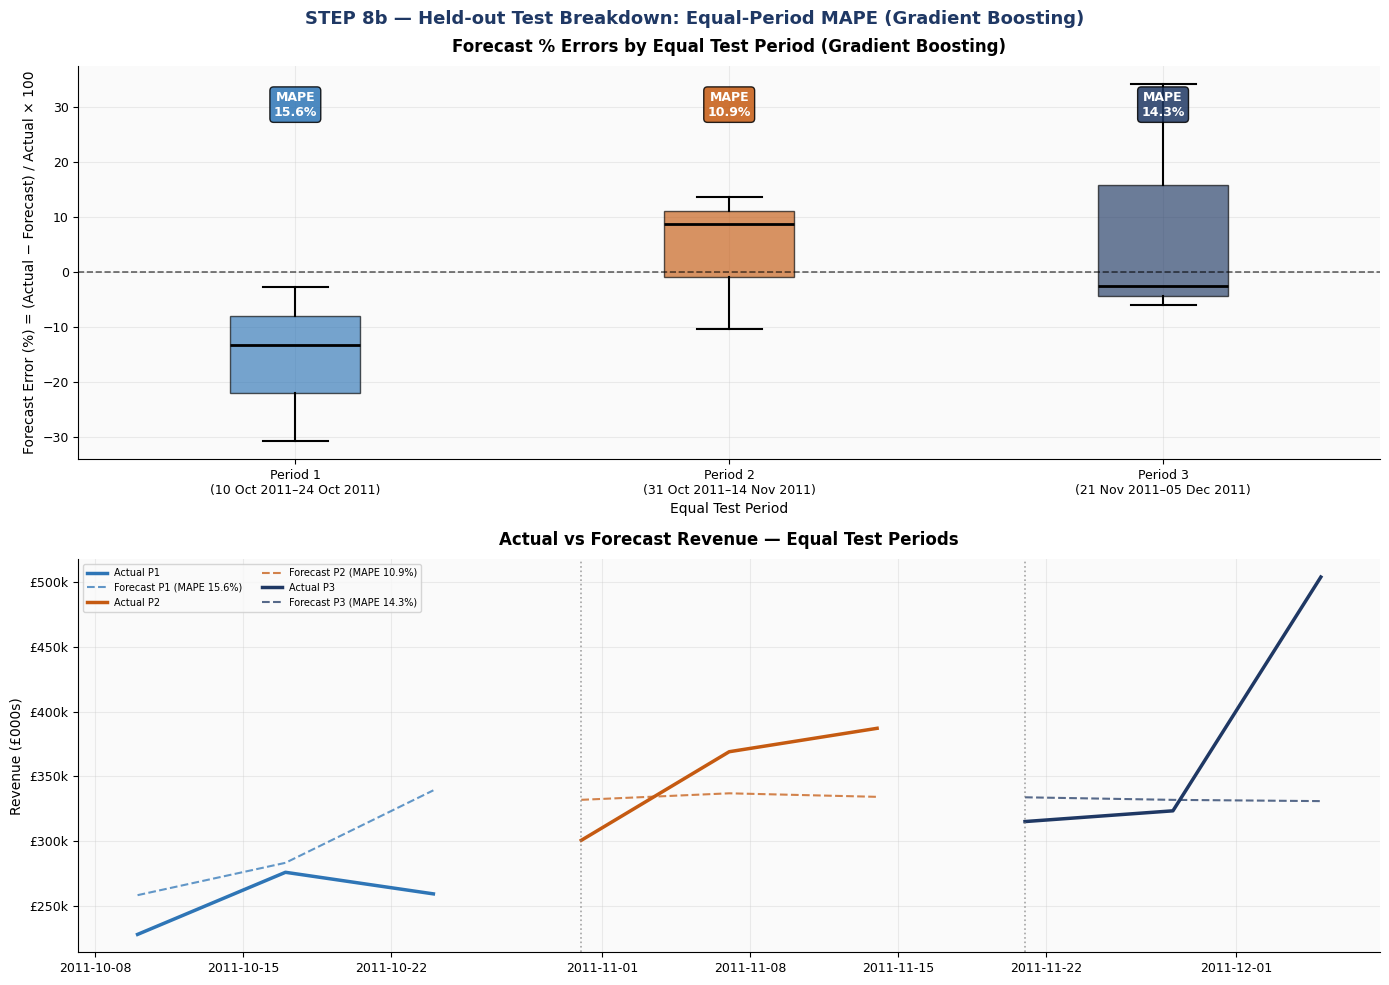 STEP 8b — Held-out Test Breakdown: Equal-Period MAPE (Gradient Boosting)
Forecast % Errors by Equal Test Period (Gradient Boosting)
Forecast Error (%) = (Actual − Forecast) / Actual × 100
30
20
10
0
−10
−20
−30
MAPE
15.6%
MAPE
10.9%
MAPE
14.3%
Period 1
(10 Oct 2011–24 Oct 2011)
Period 2
(31 Oct 2011–14 Nov 2011)
Period 3
(21 Nov 2011–05 Dec 2011)
Equal Test Period
Actual vs Forecast Revenue — Equal Test Periods
Revenue (£000s)
£500k
£450k
£400k
£350k
£300k
£250k
Actual P1
Forecast P1 (MAPE 15.6%)
Actual P2
Forecast P2 (MAPE 10.9%)
Actual P3
Forecast P3 (MAPE 14.3%)
2011-10-08
2011-10-15
2011-10-22
2011-11-01
2011-11-08
2011-11-15
2011-11-22
2011-12-01